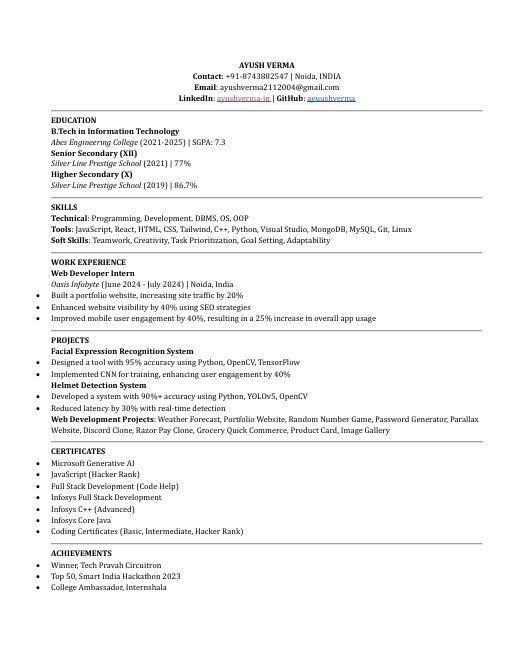 AYUSH VERMA
Contact: +91-8743882547 | Noida, INDIA
Email: ayushverma2112004@gmail.com
LinkedIn: ayushverma-in | GitHub: ayuushverma
EDUCATION
B.Tech in Information Technology
Abes Engineering College (2021-2025) | SGPA: 7.3
Senior Secondary (XII)
Silver Line Prestige School (2021) | 77%
Higher Secondary (X)
Silver Line Prestige School (2019) | 86.7%
SKILLS
Technical: Programming, Development, DBMS, OS, OOP
Tools: JavaScript, React, HTML, CSS, Tailwind, C++, Python, Visual Studio, MongoDB, MySQL, Git, Linux
Soft Skills: Teamwork, Creativity, Task Prioritization, Goal Setting, Adaptability
WORK EXPERIENCE
Web Developer Intern
Oasis Infobyte (June 2024 - July 2024) | Noida, India
• Built a portfolio website, increasing site traffic by 20%
• Enhanced website visibility by 40% using SEO strategies
• Improved mobile user engagement by 40%, resulting in a 25% increase in overall app usage
PROJECTS
Facial Expression Recognition System
• Designed a tool with 95% accuracy using Python, OpenCV, TensorFlow
• Implemented CNN for training, enhancing user engagement by 40%
Helmet Detection System
• Developed a system with 90%+ accuracy using Python, YOLOv5, OpenCV
• Reduced latency by 30% with real-time detection
Web Development Projects: Weather Forecast, Portfolio Website, Random Number Game, Password Generator, Parallax
Website, Discord Clone, Razor Pay Clone, Grocery Quick Commerce, Product Card, Image Gallery
CERTIFICATES
• Microsoft Generative AI
• JavaScript (Hacker Rank)
• Full Stack Development (Code Help)
• Infosys Full Stack Development
• Infosys C++ (Advanced)
• Infosys Core Java
• Coding Certificates (Basic, Intermediate, Hacker Rank)
ACHIEVEMENTS
• Winner, Tech Pravah Circuitron
• Top 50, Smart India Hackathon 2023
• College Ambassador, Internshala